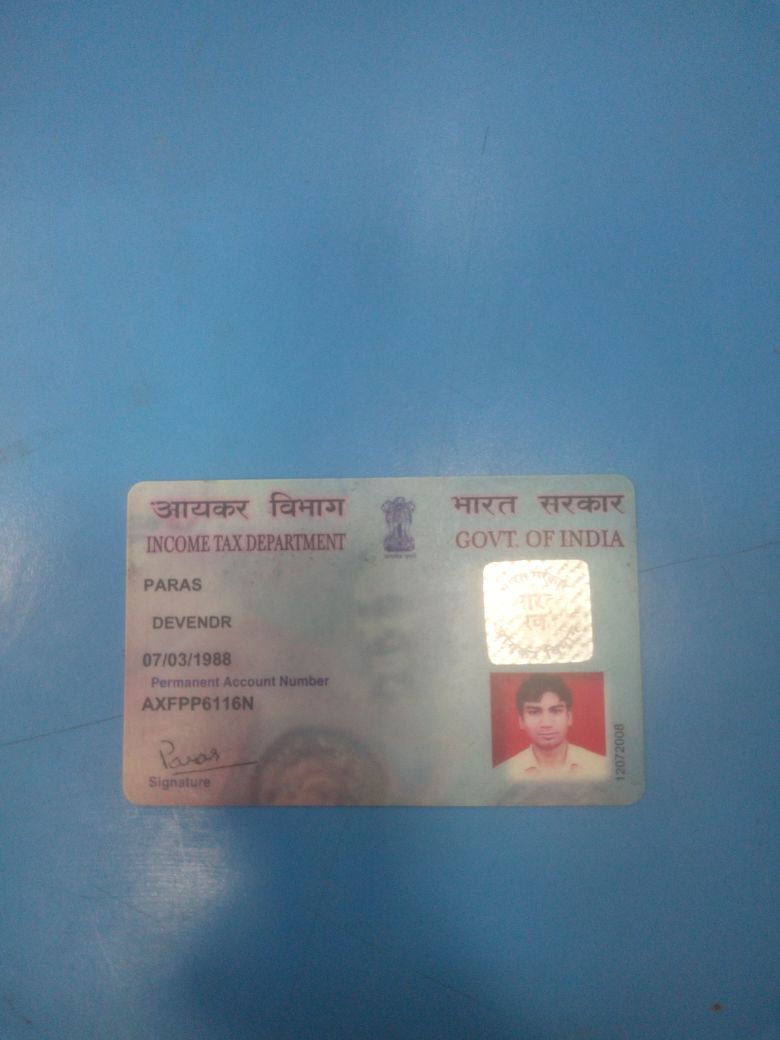 आयकर विभाग
INCOME TAX DEPARTMENT
भारत सरकार
GOVT. OF INDIA
PARAS
DEVENDR
07/03/1988
Permanent Account Number
AXFPP6116N
Paras
Signature
12072008